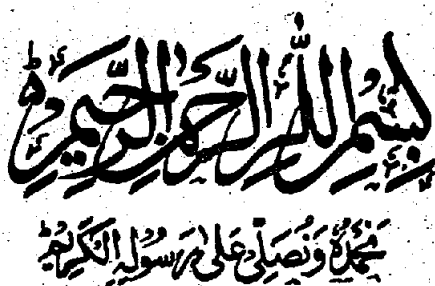 بِسْمِ اللّٰهِ الرَّحْمٰنِ الرَّحِيْمِ
نَحْمَدُهٗ وَنُصَلِّیْ عَلٰی رَسُوْلِهِ الْكَرِیْمِ